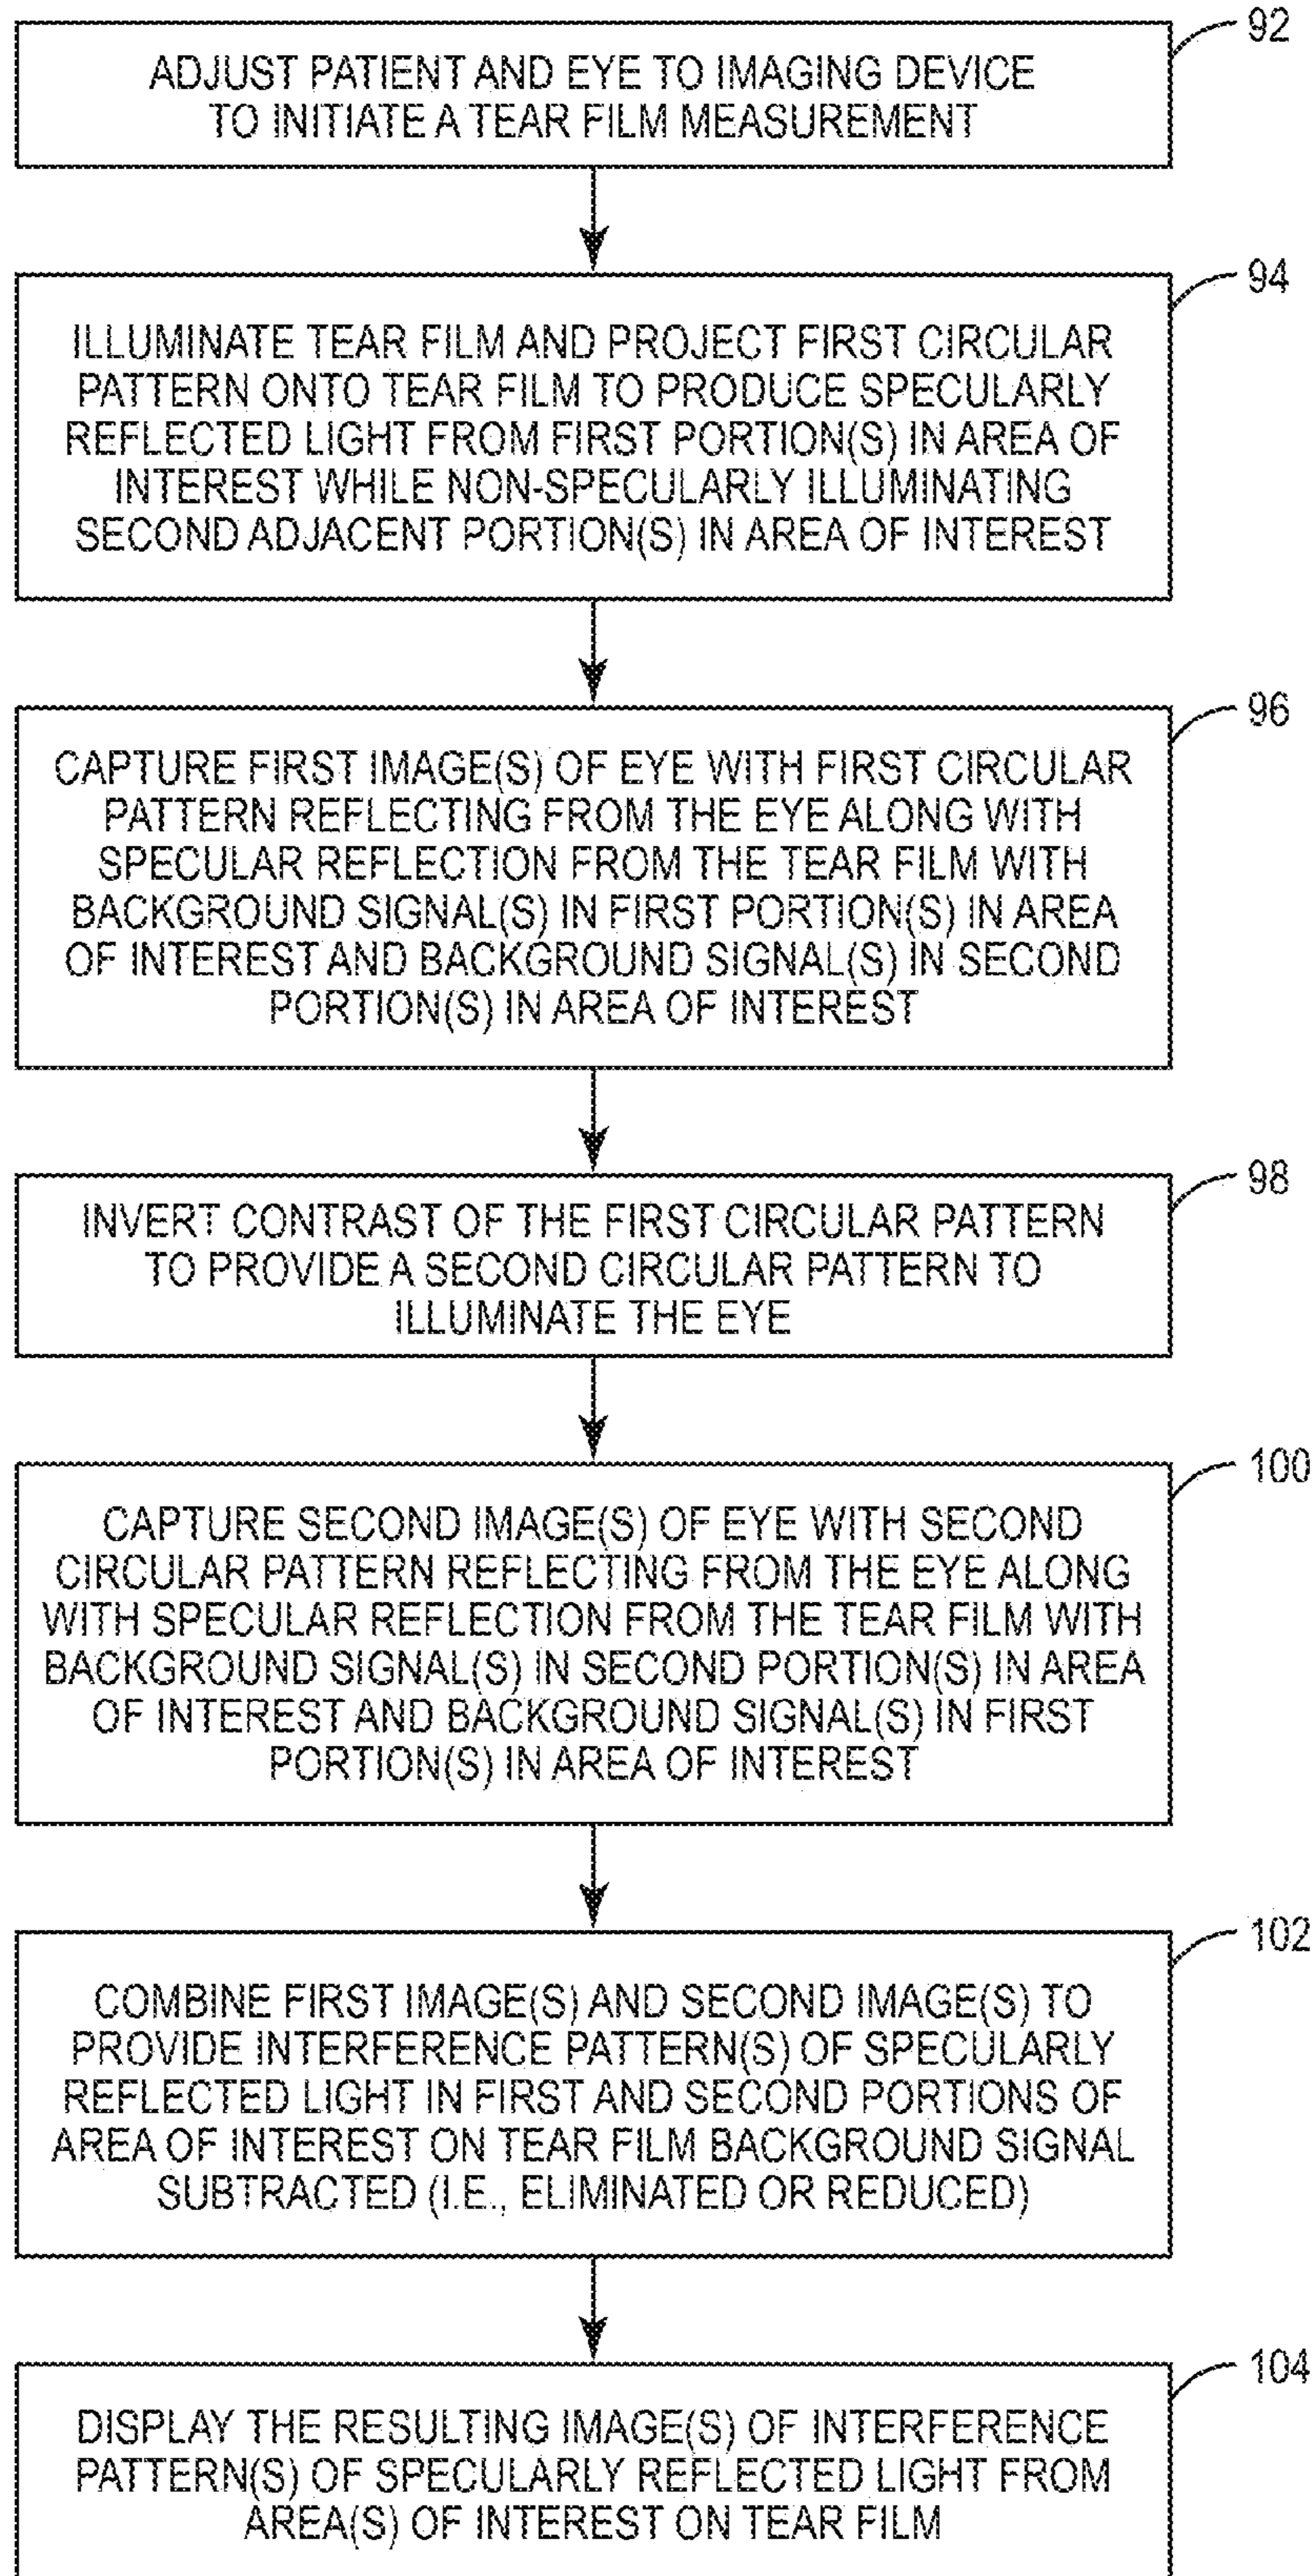 92
ADJUST PATIENT AND EYE TO IMAGING DEVICE
TO INITIATE A TEAR FILM MEASUREMENT
94
ILLUMINATE TEAR FILM AND PROJECT FIRST CIRCULAR
PATTERN ONTO TEAR FILM TO PRODUCE SPECULARLY
REFLECTED LIGHT FROM FIRST PORTION(S) IN AREA OF
INTEREST WHILE NON-SPECULARLY ILLUMINATING
SECOND ADJACENT PORTION(S) IN AREA OF INTEREST
96
CAPTURE FIRST IMAGE(S) OF EYE WITH FIRST CIRCULAR
PATTERN REFLECTING FROM THE EYE ALONG WITH
SPECULAR REFLECTION FROM THE TEAR FILM WITH
BACKGROUND SIGNAL(S) IN FIRST PORTION(S) IN AREA
OF INTEREST AND BACKGROUND SIGNAL(S) IN SECOND
PORTION(S) IN AREA OF INTEREST
98
INVERT CONTRAST OF THE FIRST CIRCULAR PATTERN
TO PROVIDE A SECOND CIRCULAR PATTERN TO
ILLUMINATE THE EYE
100
CAPTURE SECOND IMAGE(S) OF EYE WITH SECOND
CIRCULAR PATTERN REFLECTING FROM THE EYE ALONG
WITH SPECULAR REFLECTION FROM THE TEAR FILM WITH
BACKGROUND SIGNAL(S) IN SECOND PORTION(S) IN AREA
OF INTEREST AND BACKGROUND SIGNAL(S) IN FIRST
PORTION(S) IN AREA OF INTEREST
102
COMBINE FIRST IMAGE(S) AND SECOND IMAGE(S) TO
PROVIDE INTERFERENCE PATTERN(S) OF SPECULARLY
REFLECTED LIGHT IN FIRST AND SECOND PORTIONS OF
AREA OF INTEREST ON TEAR FILM BACKGROUND SIGNAL
SUBTRACTED (I.E., ELIMINATED OR REDUCED)
104
DISPLAY THE RESULTING IMAGE(S) OF INTERFERENCE
PATTERN(S) OF SPECULARLY REFLECTED LIGHT FROM
AREA(S) OF INTEREST ON TEAR FILM